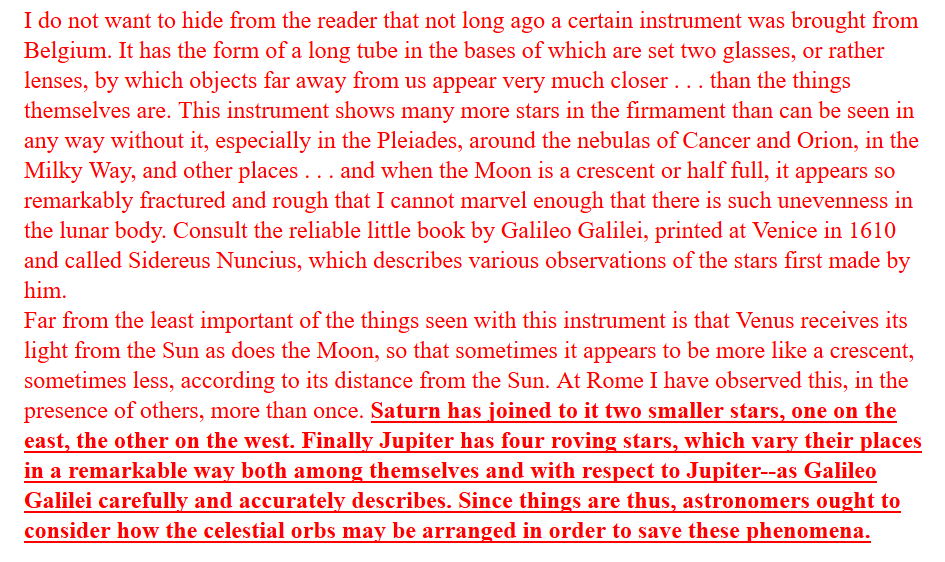 I do not want to hide from the reader that not long ago a certain instrument was brought from
Belgium. It has the form of a long tube in the bases of which are set two glasses, or rather
lenses, by which objects far away from us appear very much closer . . . than the things
themselves are. This instrument shows many more stars in the firmament than can be seen in
any way without it, especially in the Pleiades, around the nebulas of Cancer and Orion, in the
Milky Way, and other places . . . and when the Moon is a crescent or half full, it appears so
remarkably fractured and rough that I cannot marvel enough that there is such unevenness in
the lunar body. Consult the reliable little book by Galileo Galilei, printed at Venice in 1610
and called Sidereus Nuncius, which describes various observations of the stars first made by
him.
Far from the least important of the things seen with this instrument is that Venus receives its
light from the Sun as does the Moon, so that sometimes it appears to be more like a crescent,
sometimes less, according to its distance from the Sun. At Rome I have observed this, in the
presence of others, more than once. Saturn has joined to it two smaller stars, one on the
east, the other on the west. Finally Jupiter has four roving stars, which vary their places
in a remarkable way both among themselves and with respect to Jupiter--as Galileo
Galilei carefully and accurately describes. Since things are thus, astronomers ought to
consider how the celestial orbs may be arranged in order to save these phenomena.